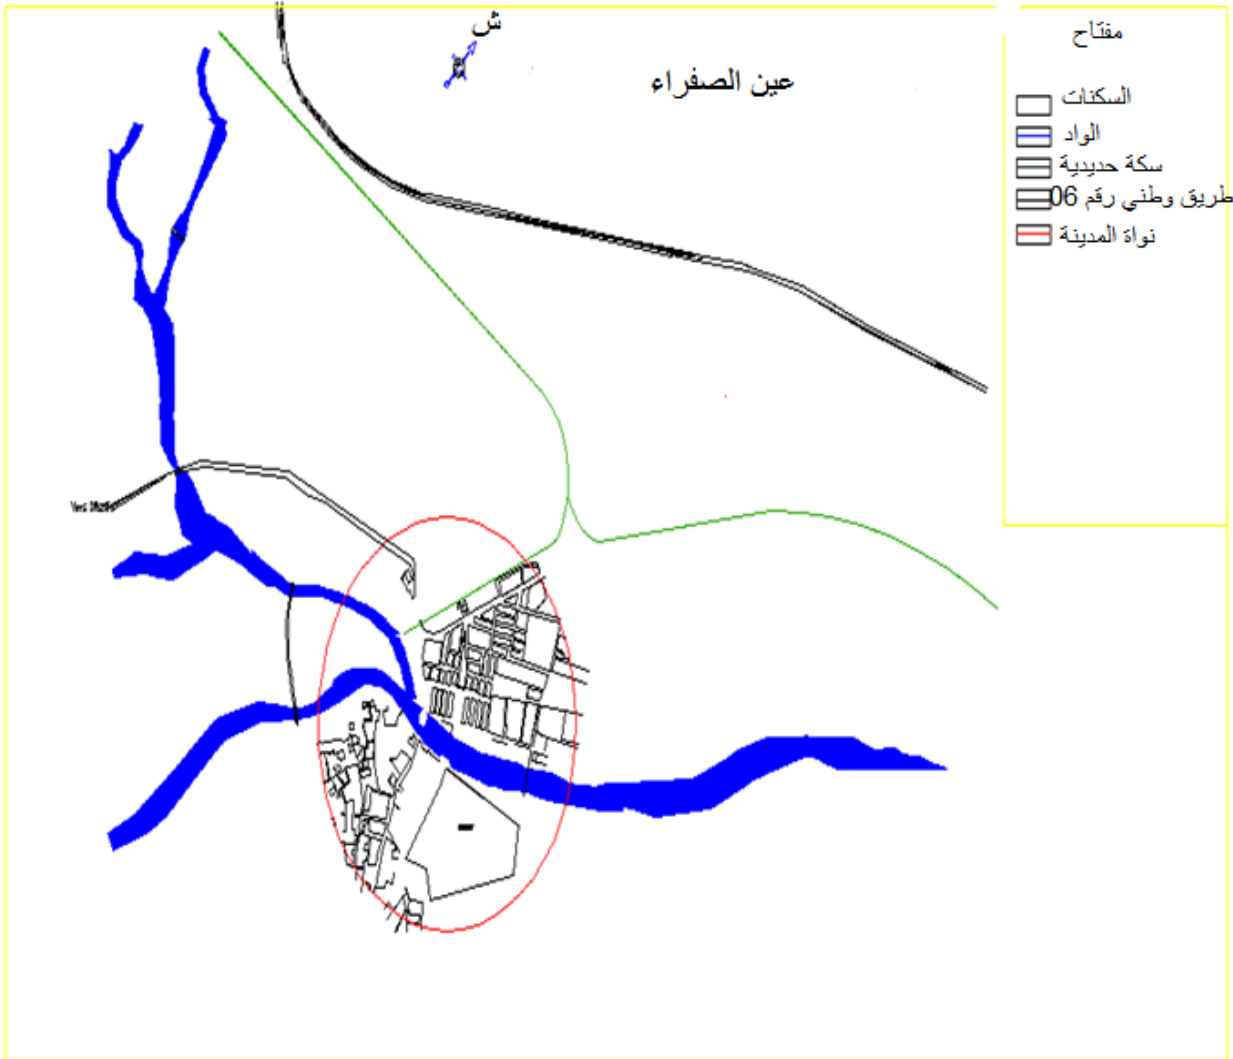 ش
عين الصفراء
مفتاح
السكنات
الواد
سكة حديدية
طريق وطني رقم 06
نواة المدينة